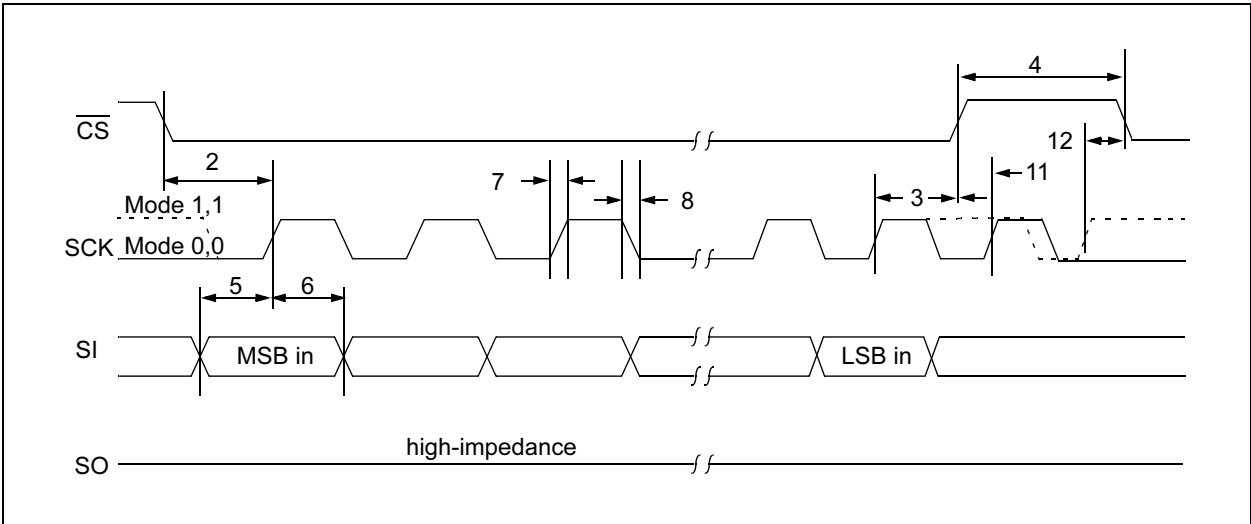 4
CS
12
2
11
7
3
8
Mode 1,1
SCK Mode 0,0
5
6
SI
MSB in
LSB in
high-impedance
SO